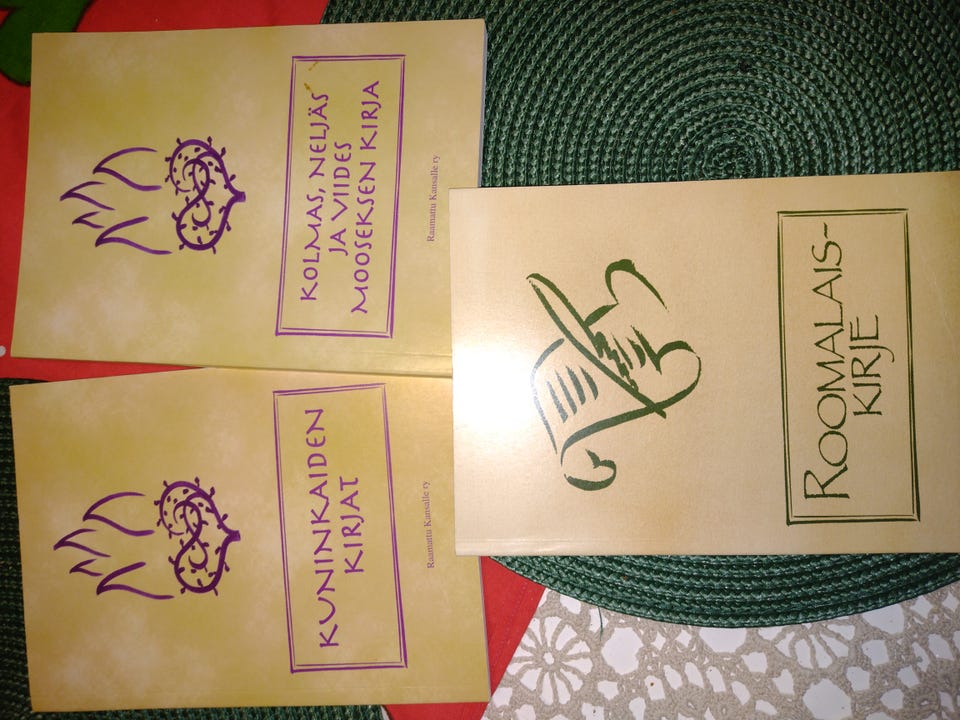 KOLMAS, NELJÄS
JA VIIDES
MOOSEKSEN KIRJA
Raamattu Kansalle ry
KUNINKAIDEN
KIRJAT
Raamattu Kansalle ry
ROOMALAIS-
KIRJE